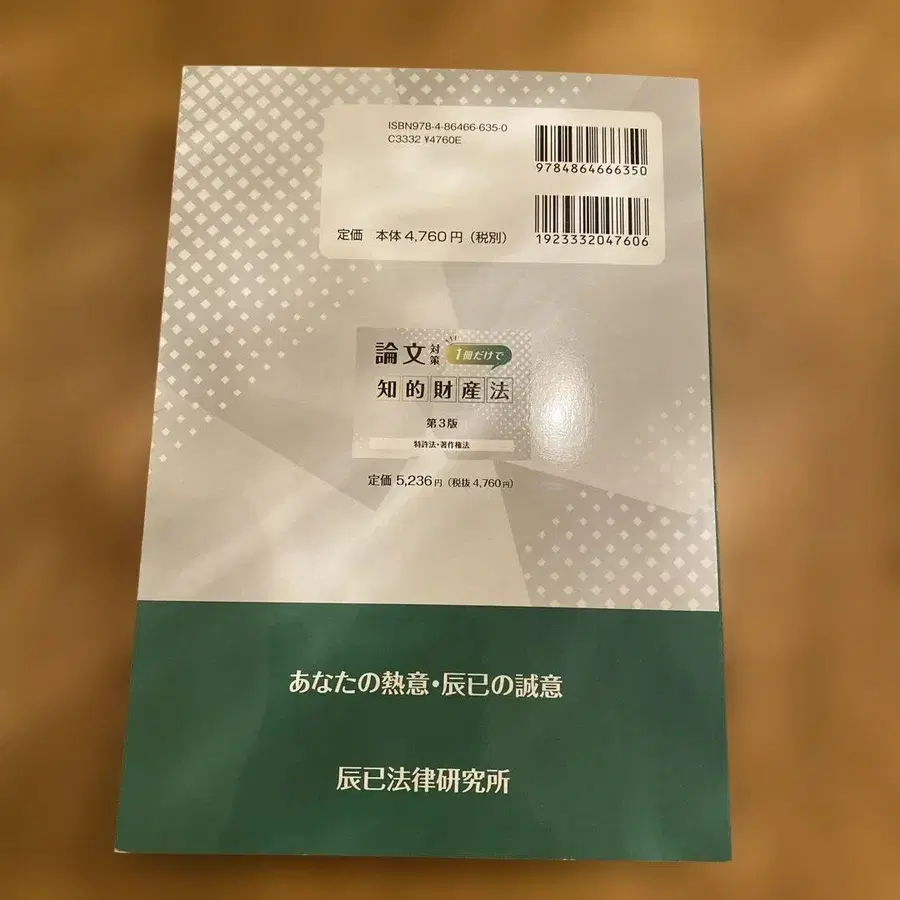 ISBN978-4-86466-635-0
C3332 ¥4760E
9784864666350
定価 本体4,760円(税別)
1923332047606
論文対策 1冊だけで
知的財産法
第3版
特許法・著作権法
定価 5,236円(税抜 4,760円)
あなたの熱意・辰已の誠意
辰已法律研究所